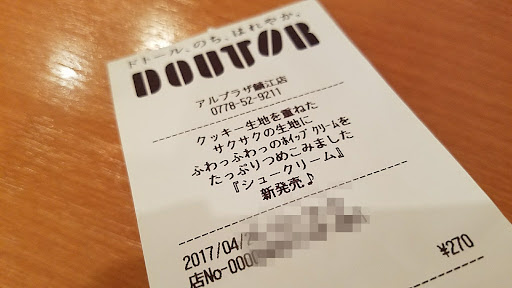 ドトール、のち、はれやか。
DOUTOR
アルプラザ鯖江店
0778-52-9211
クッキー生地を重ねた
サクサクの生地に
ふわっふわっのホイップクリームを
たっぷりつめこみました
『シュークリーム』
新発売♪
2017/04/
店No-000
¥270